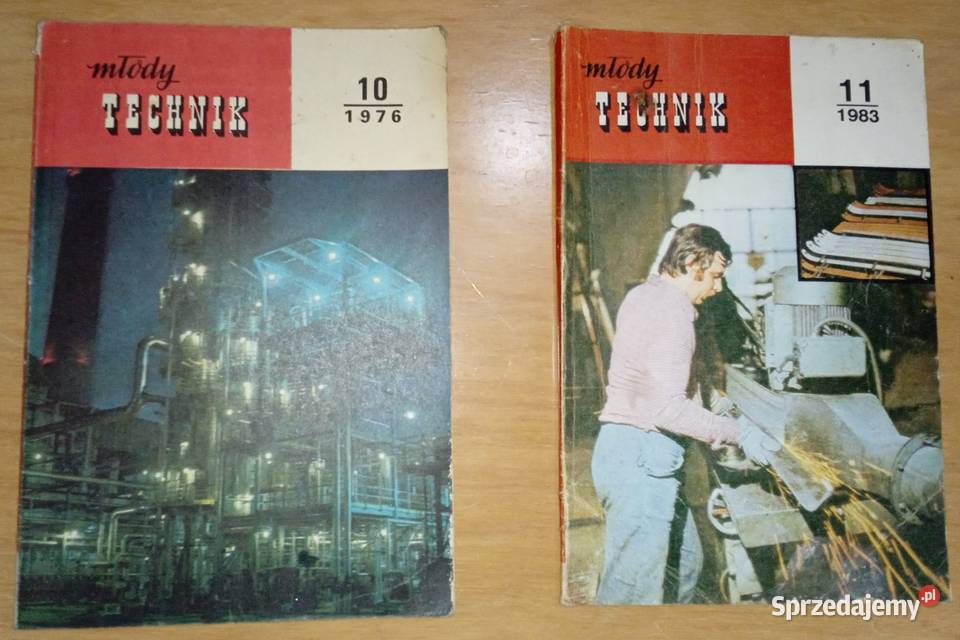 młody
TECHNIK
10
1976
młody
TECHNIK
11
1983
Sprzedajemy.pl